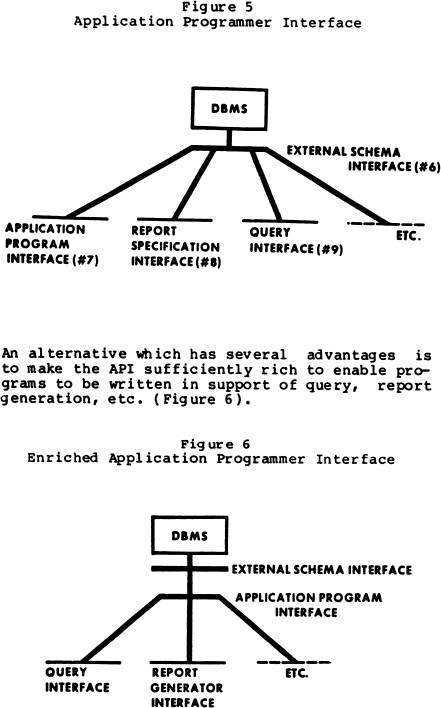 Figure 5
Application Programmer Interface
DBMS
EXTERNAL SCHEMA
INTERFACE (#6)
APPLICATION
PROGRAM
INTERFACE (#7)
REPORT
SPECIFICATION
INTERFACE (#8)
QUERY
INTERFACE (#9)
ETC.
An alternative which has several advantages is
to make the API sufficiently rich to enable pro-
grams to be written in support of query, report
generation, etc. (Figure 6).
Figure 6
Enriched Application Programmer Interface
DBMS
EXTERNAL SCHEMA INTERFACE
APPLICATION PROGRAM
INTERFACE
QUERY
INTERFACE
REPORT
GENERATOR
INTERFACE
ETC.